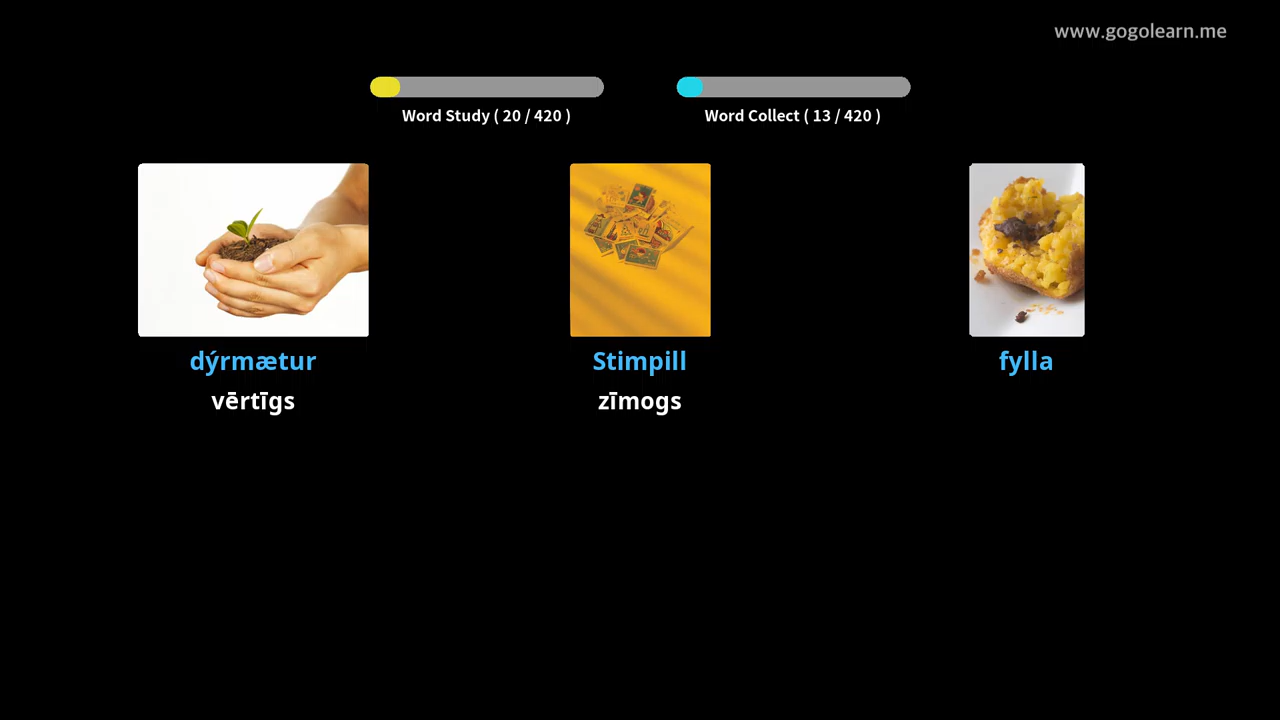 www.gogolearn.me
Word Study ( 20 / 420 )
Word Collect ( 13 / 420 )
dýrmætur
vērtīgs
Stimpill
zīmogs
fylla